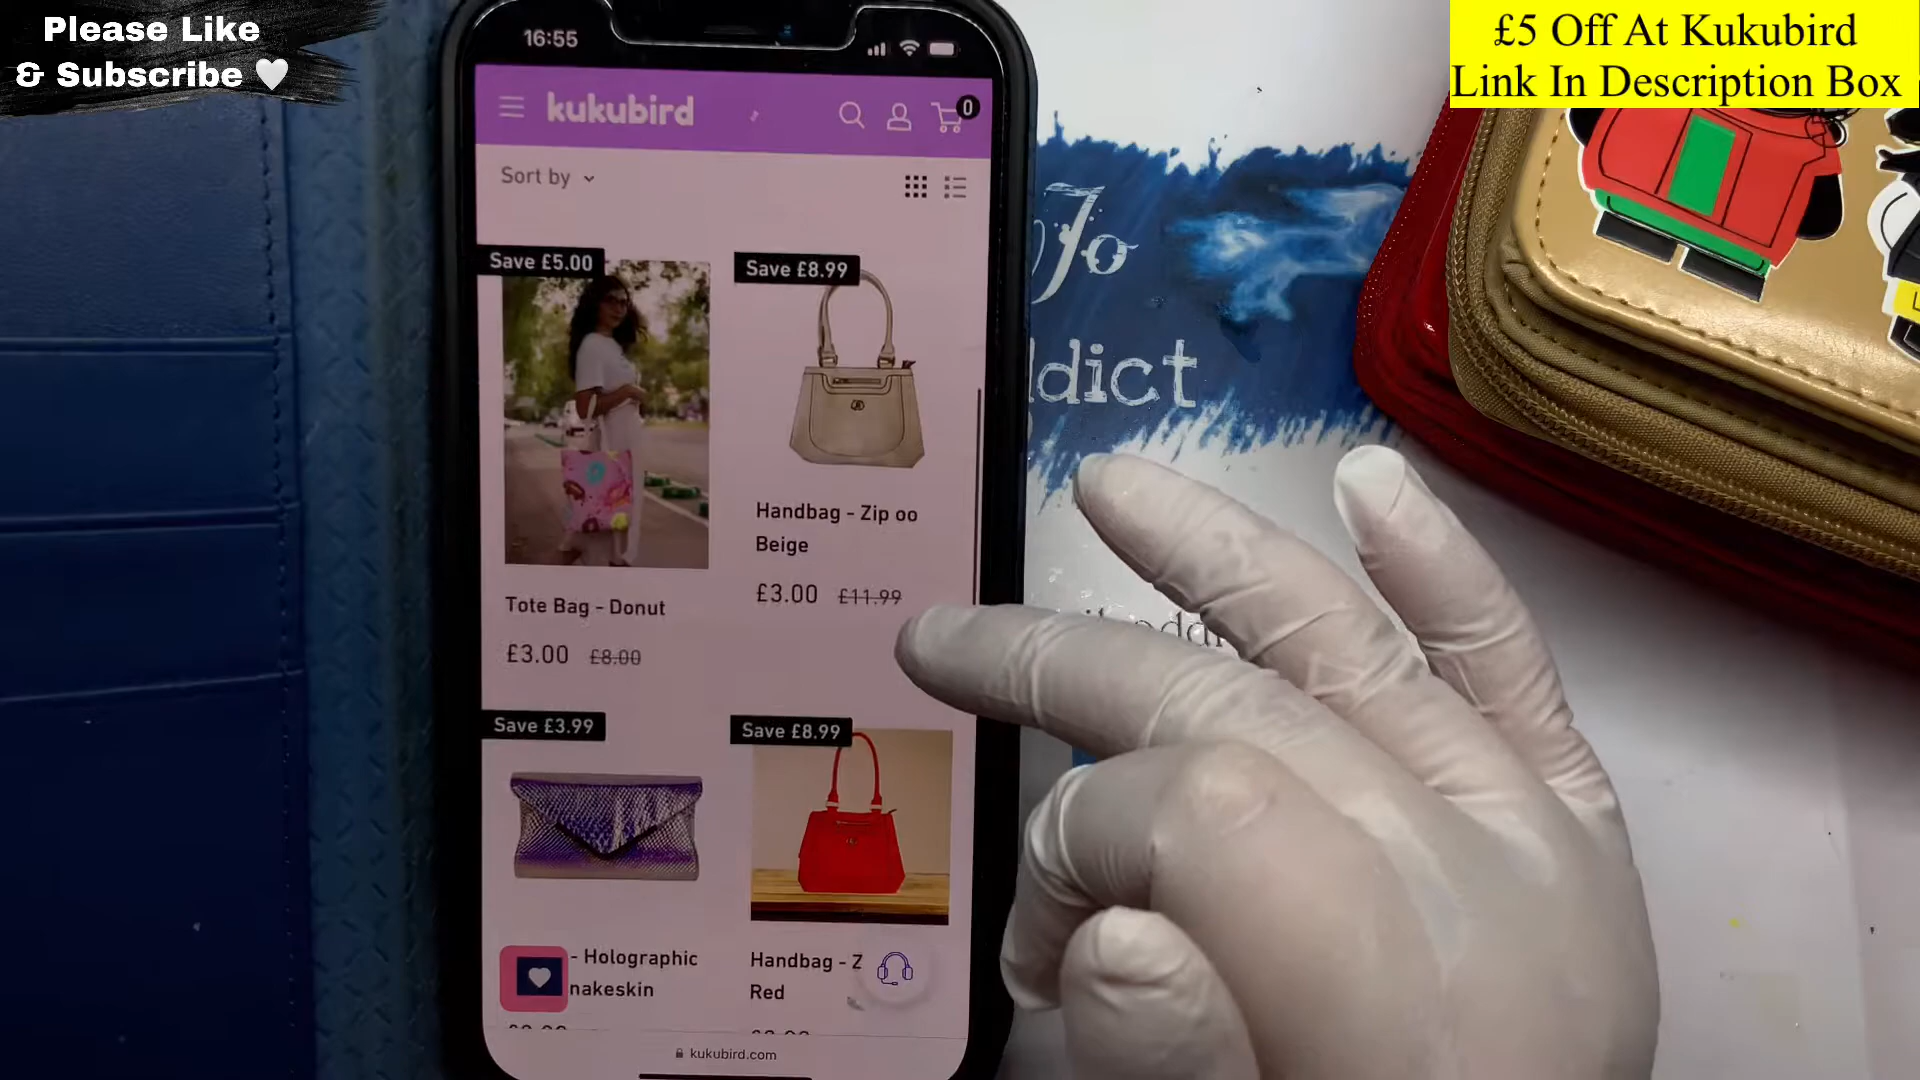 Please Like
& Subscribe
£5 Off At Kukubird
Link In Description Box
16:55
kukubird
0
Sort by
Save £5.00
Save £8.99
Handbag - Zip oo
Beige
£3.00 £11.99
Tote Bag - Donut
£3.00 £8.00
Save £3.99
Save £8.99
- Holographic
nakeskin
Handbag - Z
Red
kukubird.com
Jo
ddict